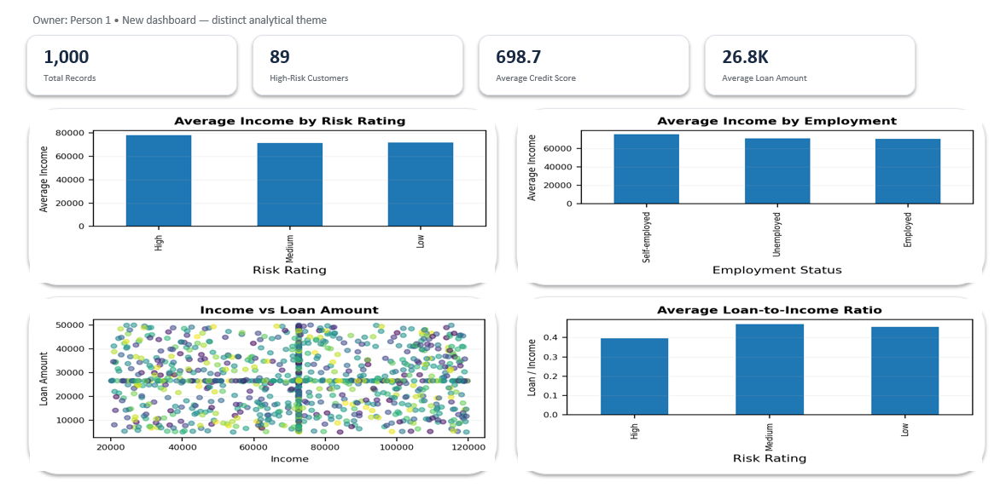 Owner: Person 1 • New dashboard — distinct analytical theme
1,000
Total Records
89
High-Risk Customers
698.7
Average Credit Score
26.8K
Average Loan Amount
Average Income by Risk Rating
Average Income
80000
60000
40000
20000
0
High
Medium
Low
Risk Rating
Average Income by Employment
Average Income
60000
40000
20000
0
Self-employed
Unemployed
Employed
Employment Status
Income vs Loan Amount
Loan Amount
50000
40000
30000
20000
10000
20000
40000
60000
80000
100000
120000
Income
Average Loan-to-Income Ratio
Loan / Income
0.4
0.3
0.2
0.1
0.0
High
Medium
Low
Risk Rating